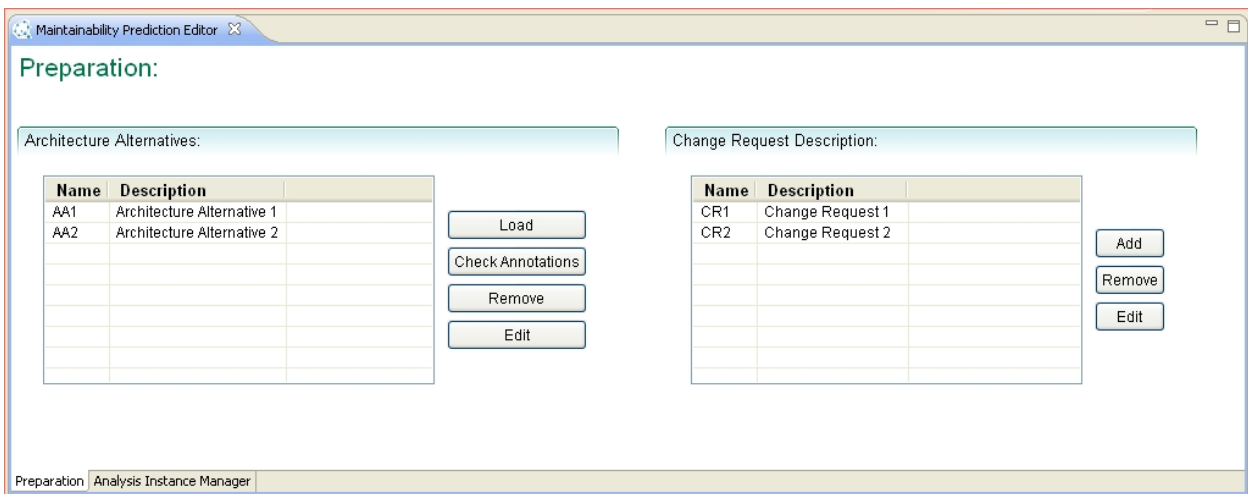 Maintainability Prediction Editor
Preparation:
Architecture Alternatives:
Name Description
AA1 Architecture Alternative 1
AA2 Architecture Alternative 2
Load
Check Annotations
Remove
Edit
Change Request Description:
Name Description
CR1 Change Request 1
CR2 Change Request 2
Add
Remove
Edit
Preparation Analysis Instance Manager